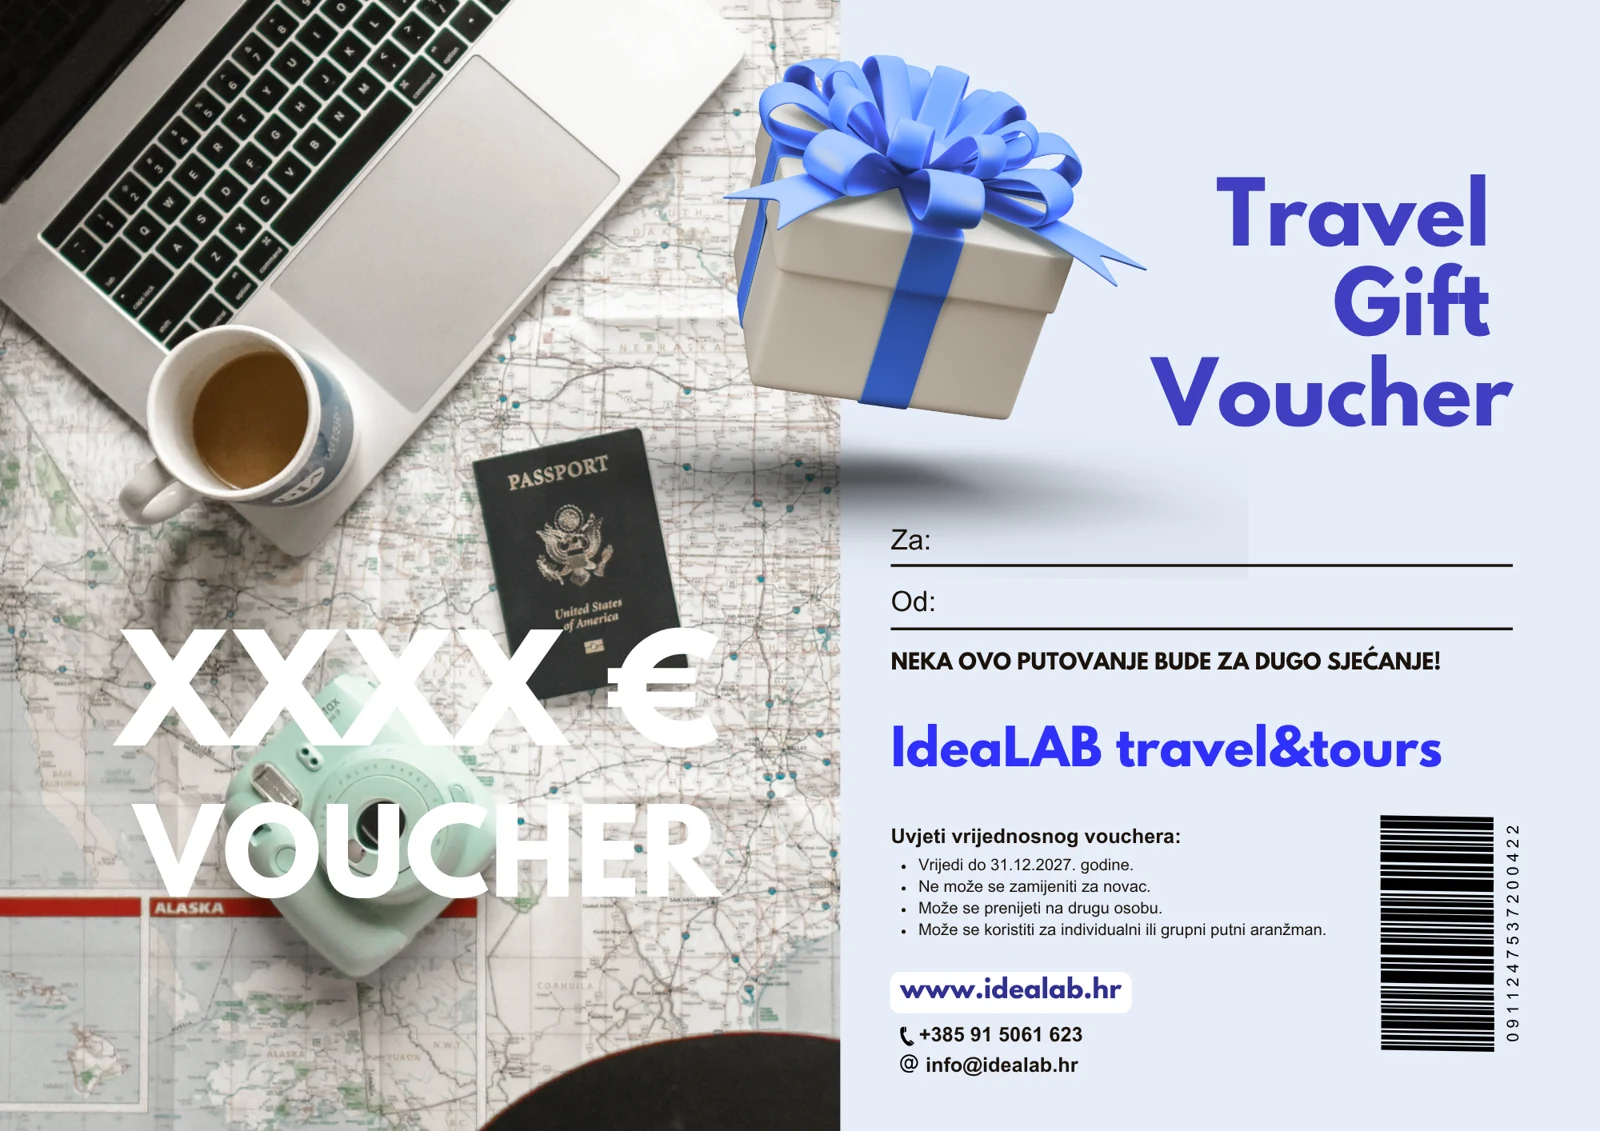 Travel
Gift
Voucher
PASSPORT
United States
of America
XXXX €
VOUCHER
ALASKA
Za:
Od:
NEKA OVO PUTOVANJE BUDE ZA DUGO SJEĆANJE!
IdeaLAB travel&tours
Uvjeti vrijednosnog vouchera:
• Vrijedi do 31.12.2027. godine.
• Ne može se zamijeniti za novac.
• Može se prenijeti na drugu osobu.
• Može se koristiti za individualni ili grupni putni aranžman.
www.idealab.hr
+385 91 5061 623
@ info@idealab.hr
0911247537200422